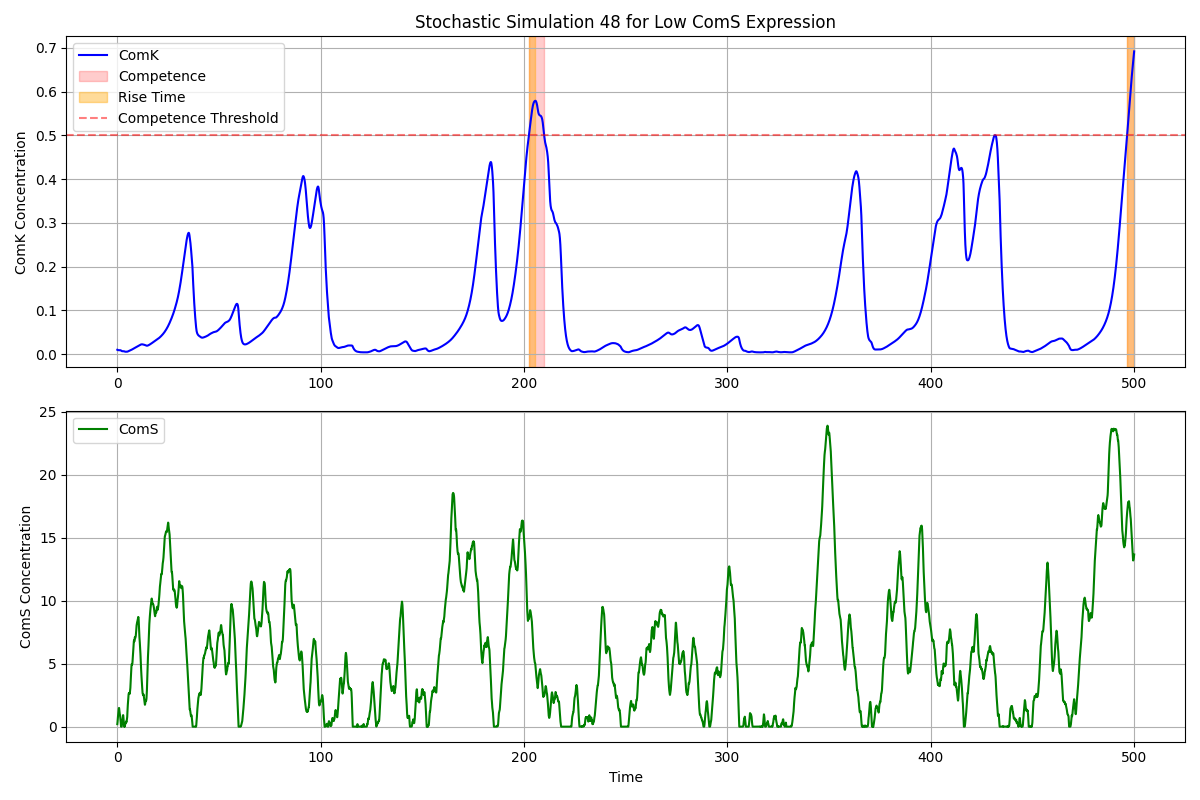 Stochastic Simulation 48 for Low ComS Expression
ComK Concentration
0.7
0.6
0.5
0.4
0.3
0.2
0.1
0.0
ComK
Competence
Rise Time
Competence Threshold
0 100 200 300 400 500
ComS Concentration
25
20
15
10
5
0
ComS
0 100 200 300 400 500
Time